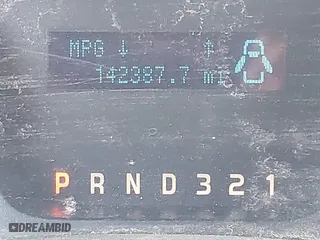 MPG ↓ ↑
142387.7 mi
P R N D 3 2 1
DREAMBID